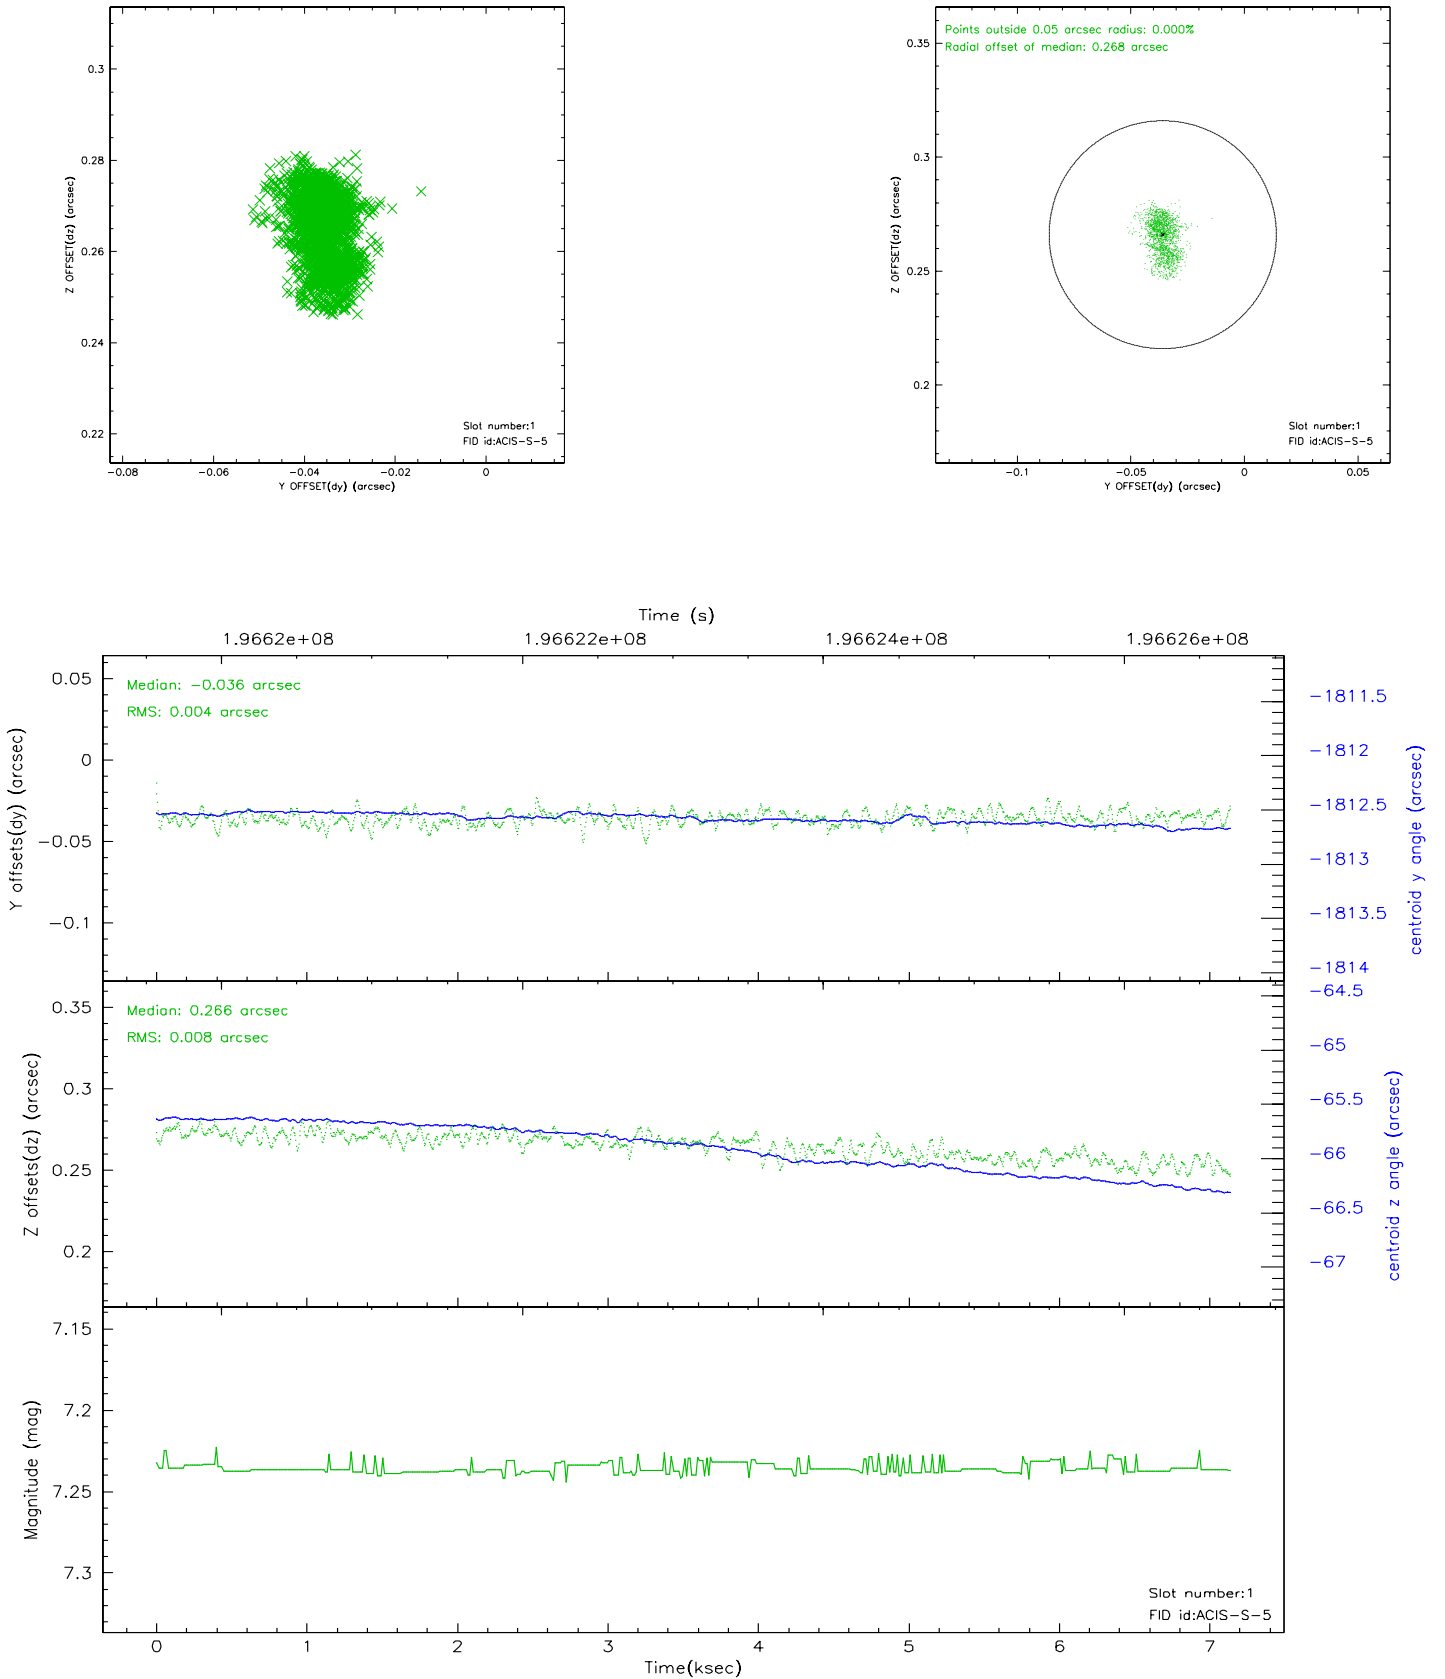 0.3
0.28
0.26
0.24
0.22
Z OFFSET(dz) (arcsec)
Slot number:1
FID id:ACIS-S-5
-0.08 -0.06 -0.04 -0.02 0
Y OFFSET(dy) (arcsec)
Points outside 0.05 arcsec radius: 0.000%
Radial offset of median: 0.268 arcsec
0.35
0.3
0.25
0.2
Z OFFSET(dz) (arcsec)
Slot number:1
FID id:ACIS-S-5
-0.1 -0.05 0 0.05
Y OFFSET(dy) (arcsec)
Time (s)
1.9662e+08 1.96622e+08 1.96624e+08 1.96626e+08
Median: -0.036 arcsec
RMS: 0.004 arcsec
0.05
0
-0.05
-0.1
Y offsets(dy) (arcsec)
-1811.5
-1812
-1812.5
-1813
-1813.5
-1814
centroid y angle (arcsec)
Median: 0.266 arcsec
RMS: 0.008 arcsec
0.35
0.3
0.25
0.2
Z offsets(dz) (arcsec)
-64.5
-65
-65.5
-66
-66.5
-67
centroid z angle (arcsec)
7.15
7.2
7.25
7.3
Magnitude (mag)
Slot number:1
FID id:ACIS-S-5
0 1 2 3 4 5 6 7
Time(ksec)